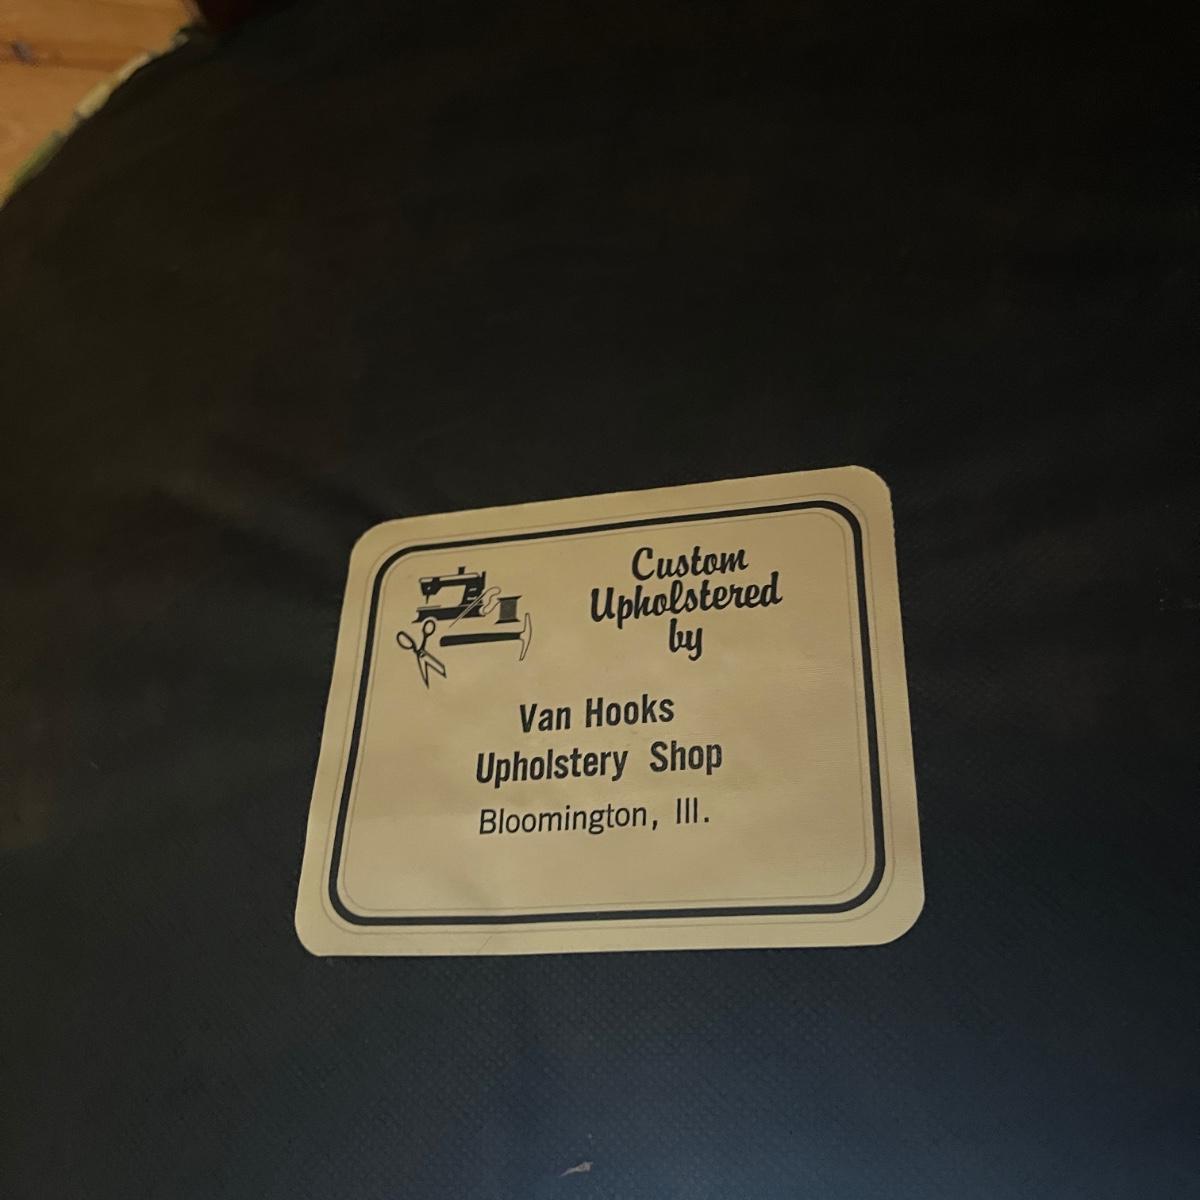 Custom
Upholstered
by
Van Hooks
Upholstery Shop
Bloomington, Ill.